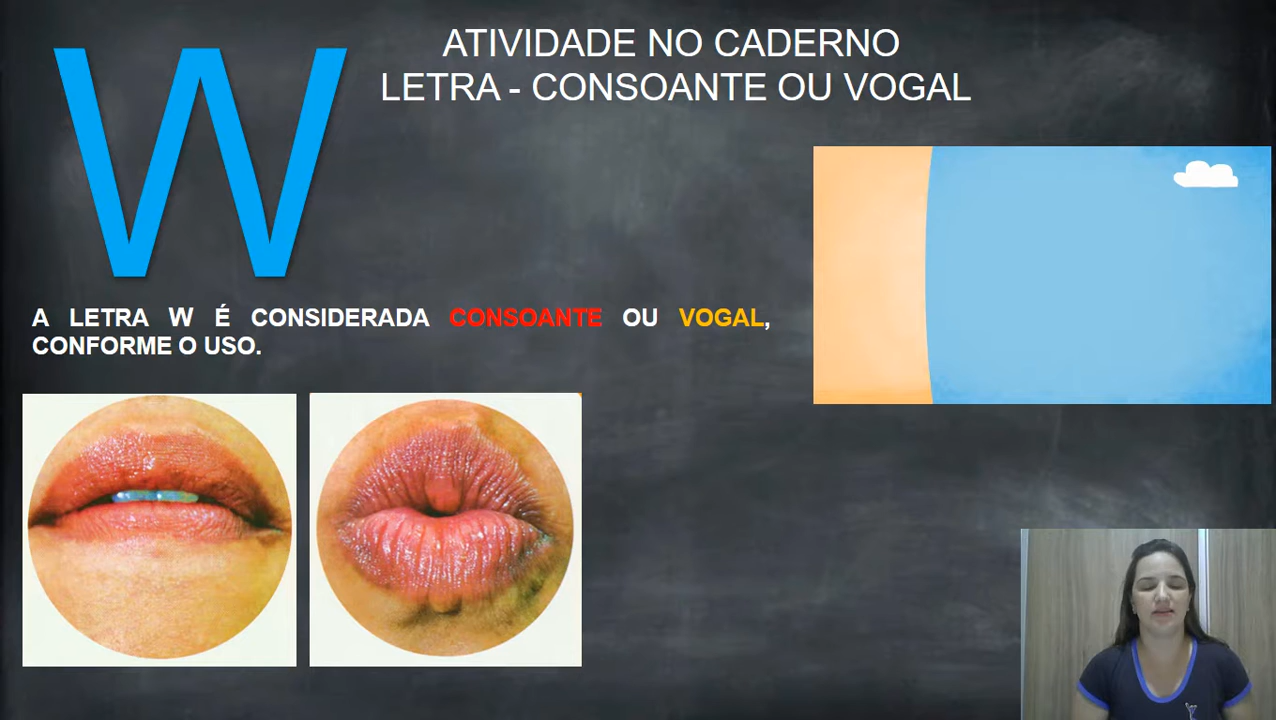 W
ATIVIDADE NO CADERNO
LETRA - CONSOANTE OU VOGAL
A LETRA W É CONSIDERADA CONSOANTE OU VOGAL,
CONFORME O USO.